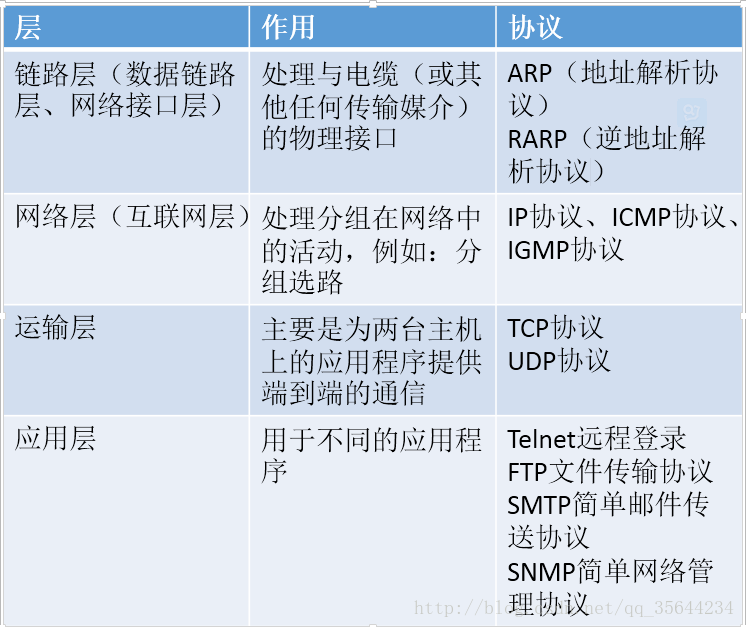 层 作用 协议
链路层（数据链路
层、网络接口层）
处理与电缆（或其
他任何传输媒介）
的物理接口
ARP（地址解析协
议）
RARP（逆地址解
析协议）
网络层（互联网层）
处理分组在网络中
的活动，例如：分
组选路
IP协议、ICMP协议、
IGMP协议
运输层
主要是为两台主机
上的应用程序提供
端到端的通信
TCP协议
UDP协议
应用层
用于不同的应用程
序
Telnet远程登录
FTP文件传输协议
SMTP简单邮件传
送协议
SNMP简单网络管
理协议
http://blog.csdn.net/qq_35644234